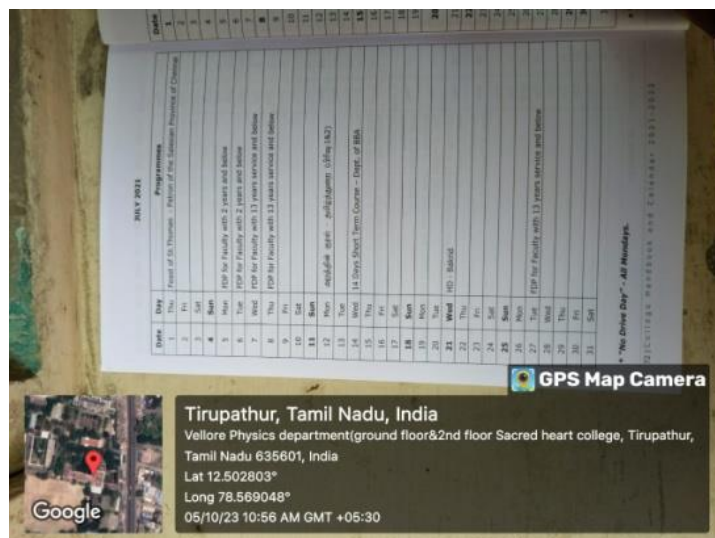 JULY 2021
Date Day Programmes
1 Thu Feast of St.Thomas – Patron of the Salesian Province of Chennai
2 Fri
3 Sat
4 Sun
5 Mon FDP for Faculty with 2 years and below
6 Tue FDP for Faculty with 2 years and below
7 Wed FDP for Faculty with 13 years service and below
8 Thu FDP for Faculty with 13 years service and below
9 Fri
10 Sat
11 Sun
12 Mon
13 Tue
14 Wed 14 Days Short Term Course – Dept. of BBA
15 Thu
16 Fri
17 Sat
18 Sun
19 Mon
20 Tue
21 Wed HD - Bakrid
22 Thu
23 Fri
24 Sat
25 Sun
26 Mon
27 Tue FDP for Faculty with 13 years service and below
28 Wed
29 Thu
30 Fri
31 Sat
* "No Drive Day" - All Mondays.
72|College Handbook and Calendar 2021-2022
Date
GPS Map Camera
Tirupathur, Tamil Nadu, India
Vellore Physics department(ground floor&2nd floor Sacred heart college, Tirupathur,
Tamil Nadu 635601, India
Lat 12.502803°
Long 78.569048°
05/10/23 10:56 AM GMT +05:30
Google